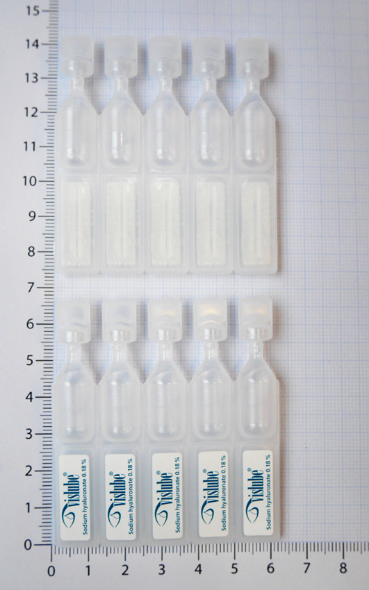 15
14
13
12
11
10
9
8
7
6
5
4
3
2
1
0
Vislube® Sodium hyaluronate 0.18 %
Vislube® Sodium hyaluronate 0.18 %
Vislube® Sodium hyaluronate 0.18 %
Vislube® Sodium hyaluronate 0.18 %
Vislube® Sodium hyaluronate 0.18 %
0 1 2 3 4 5 6 7 8